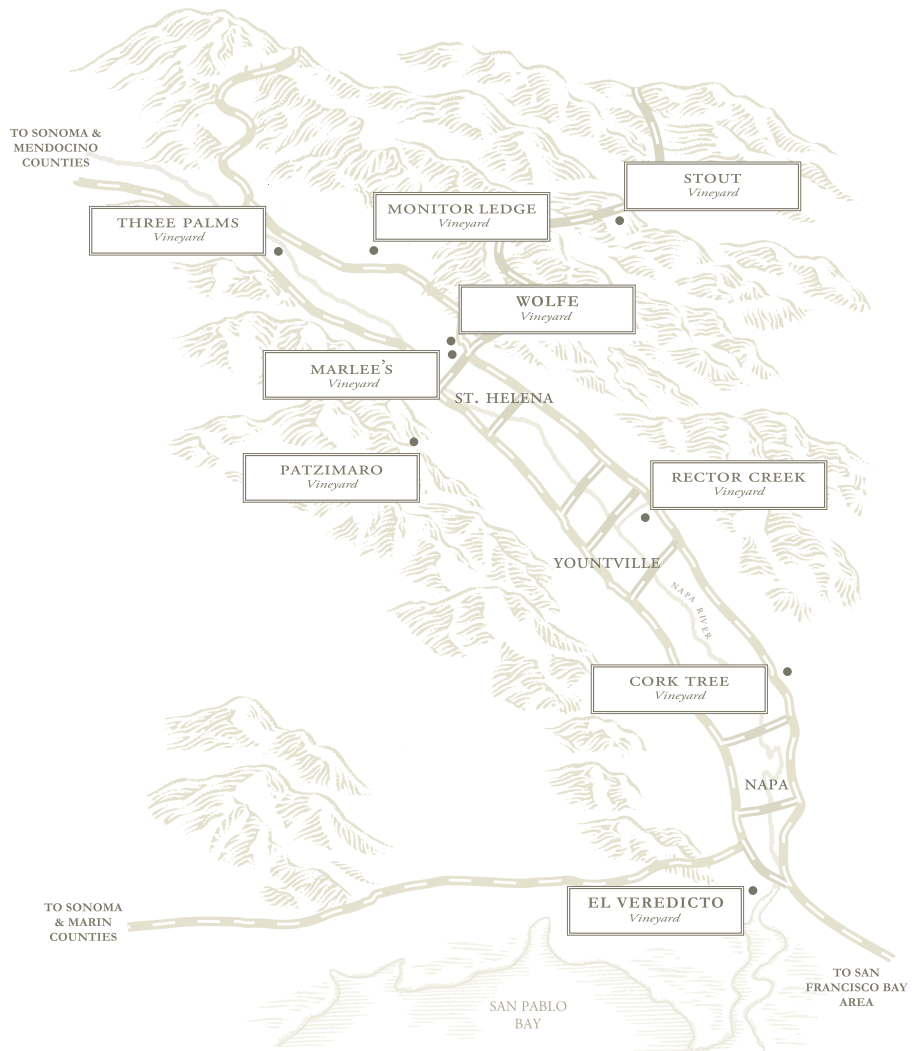 TO SONOMA &
MENDOCINO
COUNTIES
STOUT
Vineyard
MONITOR LEDGE
Vineyard
THREE PALMS
Vineyard
WOLFE
Vineyard
MARLEE'S
Vineyard
ST. HELENA
PATZIMARO
Vineyard
RECTOR CREEK
Vineyard
YOUNTVILLE
NAPA RIVER
CORK TREE
Vineyard
NAPA
EL VEREDICTO
Vineyard
TO SONOMA
& MARIN
COUNTIES
TO SAN
FRANCISCO BAY
AREA
SAN PABLO
BAY